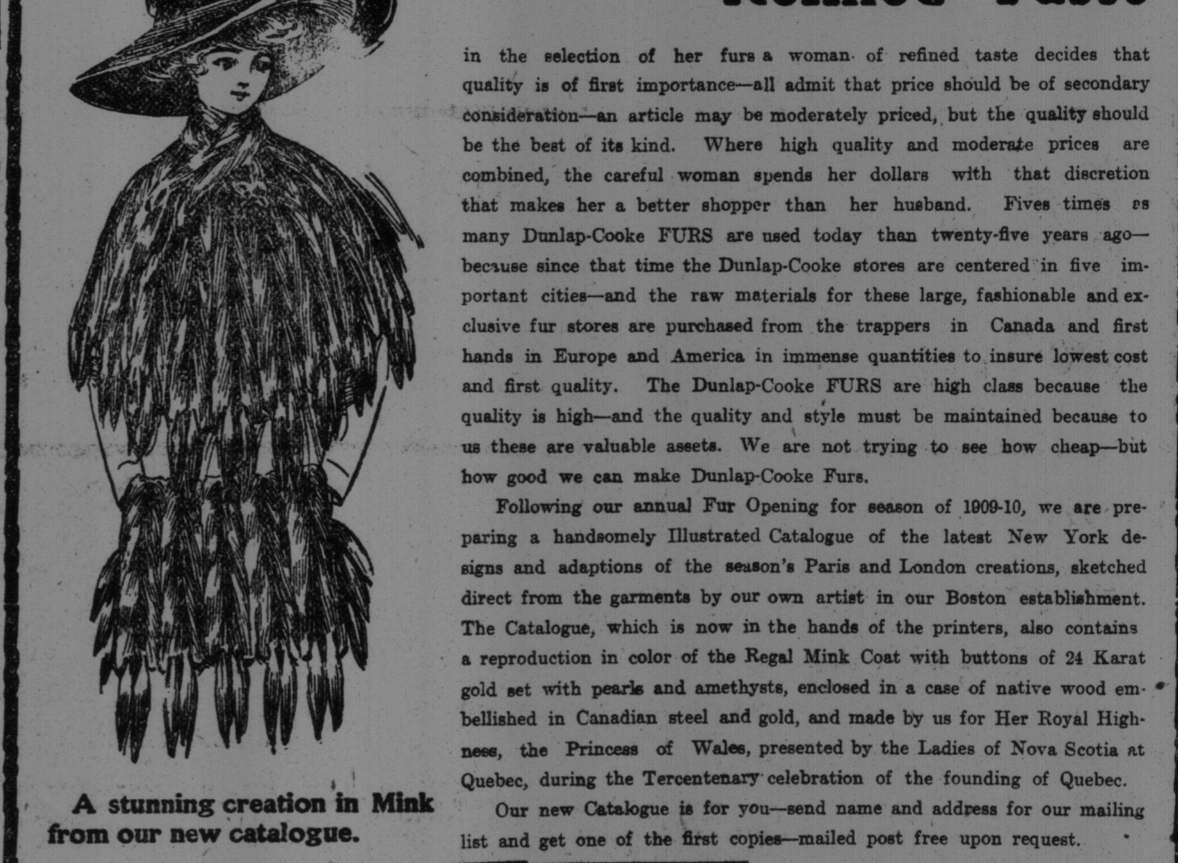 Refined Taste
in the selection of her furs a woman of refined taste decides that
quality is of first importance—all admit that price should be of secondary
consideration—an article may be moderately priced, but the quality should
be the best of its kind. Where high quality and moderate prices are
combined, the careful woman spends her dollars with that discretion
that makes her a better shopper than her husband. Fives times as
many Dunlap-Cooke FURS are used today than twenty-five years ago—
because since that time the Dunlap-Cooke stores are centered in five im-
portant cities—and the raw materials for these large, fashionable and ex-
clusive fur stores are purchased from the trappers in Canada and first
hands in Europe and America in immense quantities to insure lowest cost
and first quality. The Dunlap-Cooke FURS are high class because the
quality is high—and the quality and style must be maintained because to
us these are valuable assets. We are not trying to see how cheap—but
how good we can make Dunlap-Cooke Furs.
Following our annual Fur Opening for season of 1909-10, we are pre-
paring a handsomely Illustrated Catalogue of the latest New York de-
signs and adaptions of the season's Paris and London creations, sketched
direct from the garments by our own artist in our Boston establishment.
The Catalogue, which is now in the hands of the printers, also contains
a reproduction in color of the Regal Mink Coat with buttons of 24 Karat
gold set with pearls and amethysts, enclosed in a case of native wood em-
bellished in Canadian steel and gold, and made by us for Her Royal High-
ness, the Princess of Wales, presented by the Ladies of Nova Scotia at
Quebec, during the Tercentenary celebration of the founding of Quebec.
Our new Catalogue is for you—send name and address for our mailing
list and get one of the first copies—mailed post free upon request.
A stunning creation in Mink
from our new catalogue.